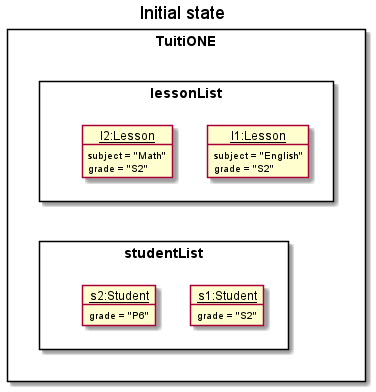 Initial state
TuitiONE
lessonList
l2:Lesson
subject = "Math"
grade = "S2"
l1:Lesson
subject = "English"
grade = "S2"
studentList
s2:Student
grade = "P6"
s1:Student
grade = "S2"